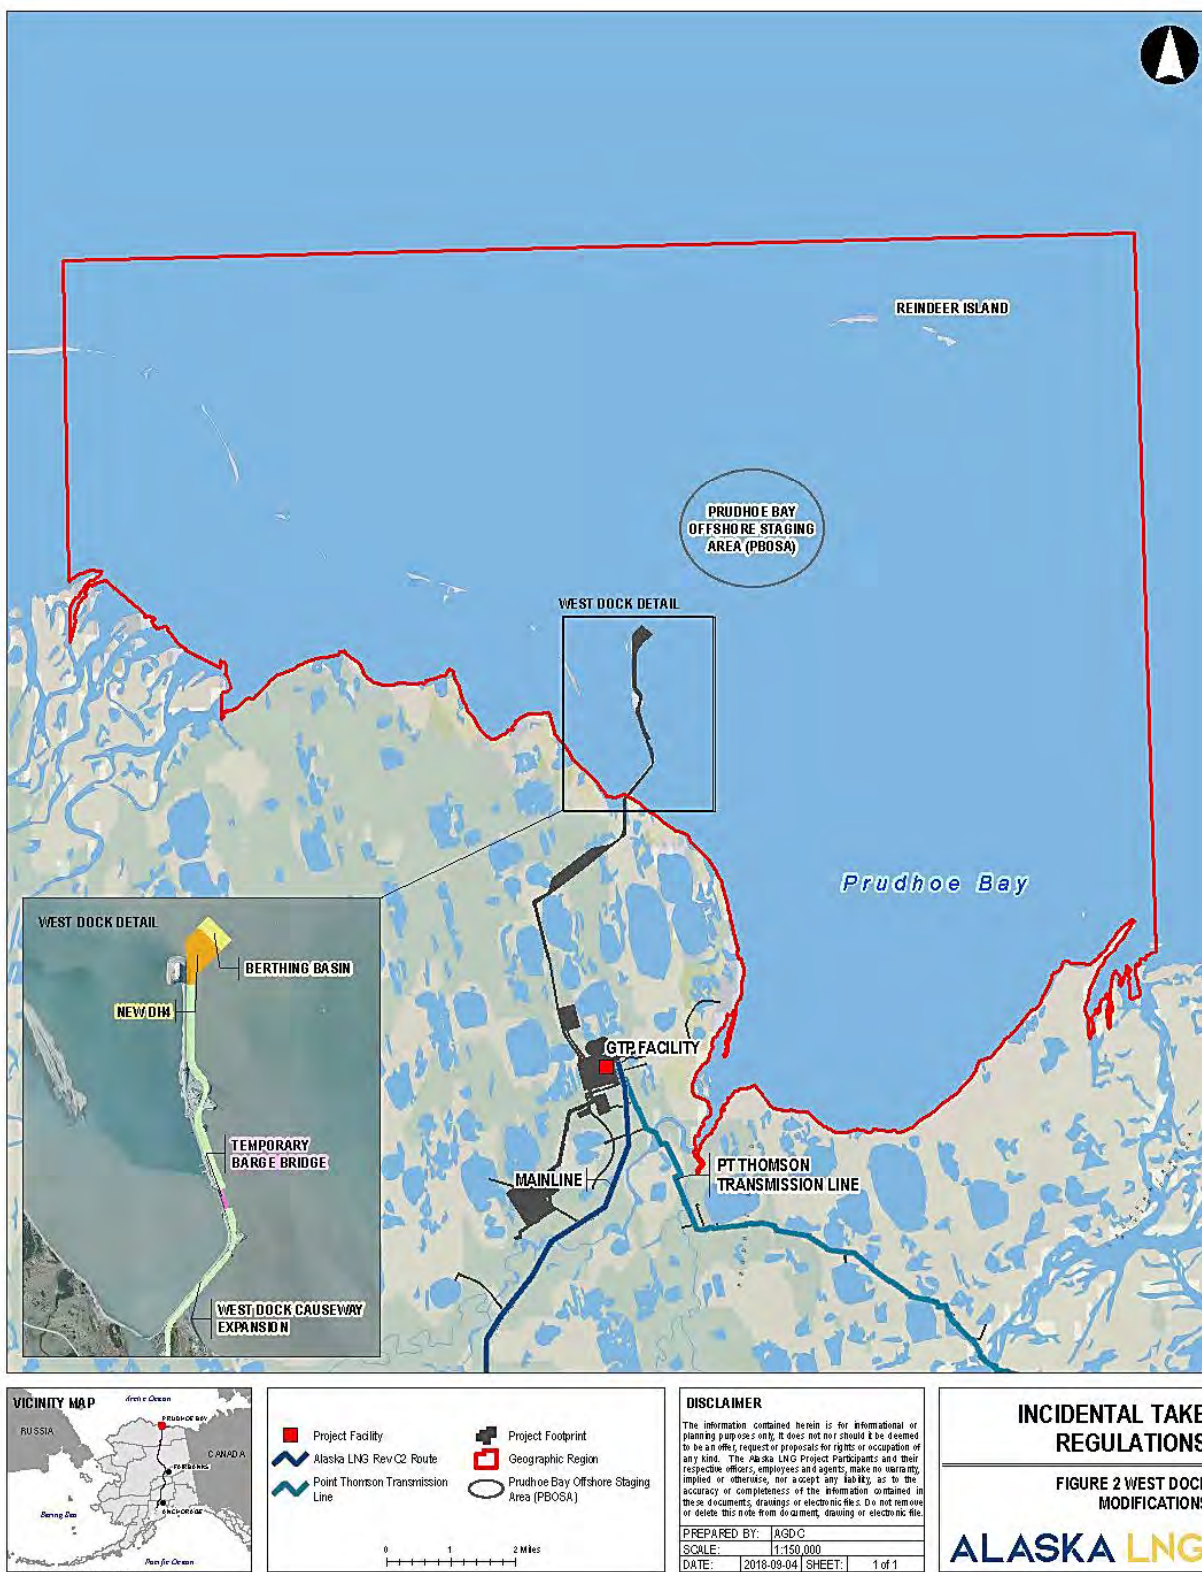 REINDEER ISLAND
PRUDHOE BAY
OFFSHORE STAGING
AREA (PBOSA)
WEST DOCK DETAIL
Prudhoe Bay
WEST DOCK DETAIL
BERTHING BASIN
NEW DH4
TEMPORARY
BARGE BRIDGE
WEST DOCK CAUSEWAY
EXPANSION
GTP FACILITY
MAINLINE
PT THOMSON
TRANSMISSION LINE
VICINITY MAP
Arctic Ocean
RUSSIA
PRUDHOE BAY
CANADA
FAIRBANKS
ANCHORAGE
Bering Sea
Pacific Ocean
Project Facility
Alaska LNG Rev C2 Route
Point Thomson Transmission
Line
Project Footprint
Geographic Region
Prudhoe Bay Offshore Staging
Area (PBOSA)
0 1 2 Miles
DISCLAIMER
The information contained herein is for informational or
planning purposes only, it does not nor should it be deemed
to be an offer, request or proposals for rights or occupation of
any kind. The Alaska LNG Project Participants and their
respective officers, employees and agents, make no warranty,
implied or otherwise, nor accept any liability, as to the
accuracy or completeness of the information contained in
these documents, drawings or electronic files. Do not remove
or delete this note from document, drawing or electronic file.
PREPARED BY: AGDC
SCALE: 1:150,000
DATE: 2018-09-04 SHEET: 1 of 1
INCIDENTAL TAKE
REGULATIONS
FIGURE 2 WEST DOCK
MODIFICATIONS
ALASKA LNG